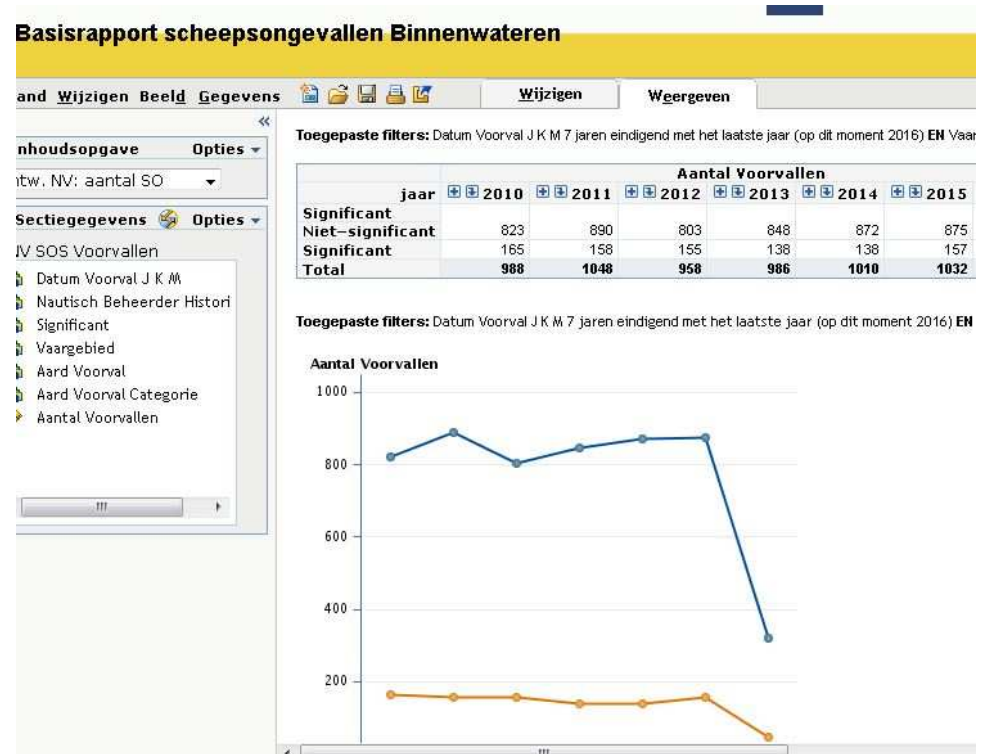 Basisrapport scheepsongevallen Binnenwateren
and Wijzigen Beeld Gegevens
Wijzigen
Weergeven
«
nhoudsopgave Opties
tw. NV: aantal SO
Sectiegegevens Opties
V SOS Voorvallen
Datum Voorval J K M
Nautisch Beheerder Histori
Significant
Vaargebied
Aard Voorval
Aard Voorval Categorie
Aantal Voorvallen
Toegepaste filters: Datum Voorval J K M 7 jaren eindigend met het laatste jaar (op dit moment 2016) EN Vaar
Aantal Voorvallen
jaar 2010 2011 2012 2013 2014 2015
Significant
Niet-significant 823 890 803 848 872 875
Significant 165 158 155 138 138 157
Total 988 1048 958 986 1010 1032
Toegepaste filters: Datum Voorval J K M 7 jaren eindigend met het laatste jaar (op dit moment 2016) EN
Aantal Voorvallen
1000
800
600
400
200